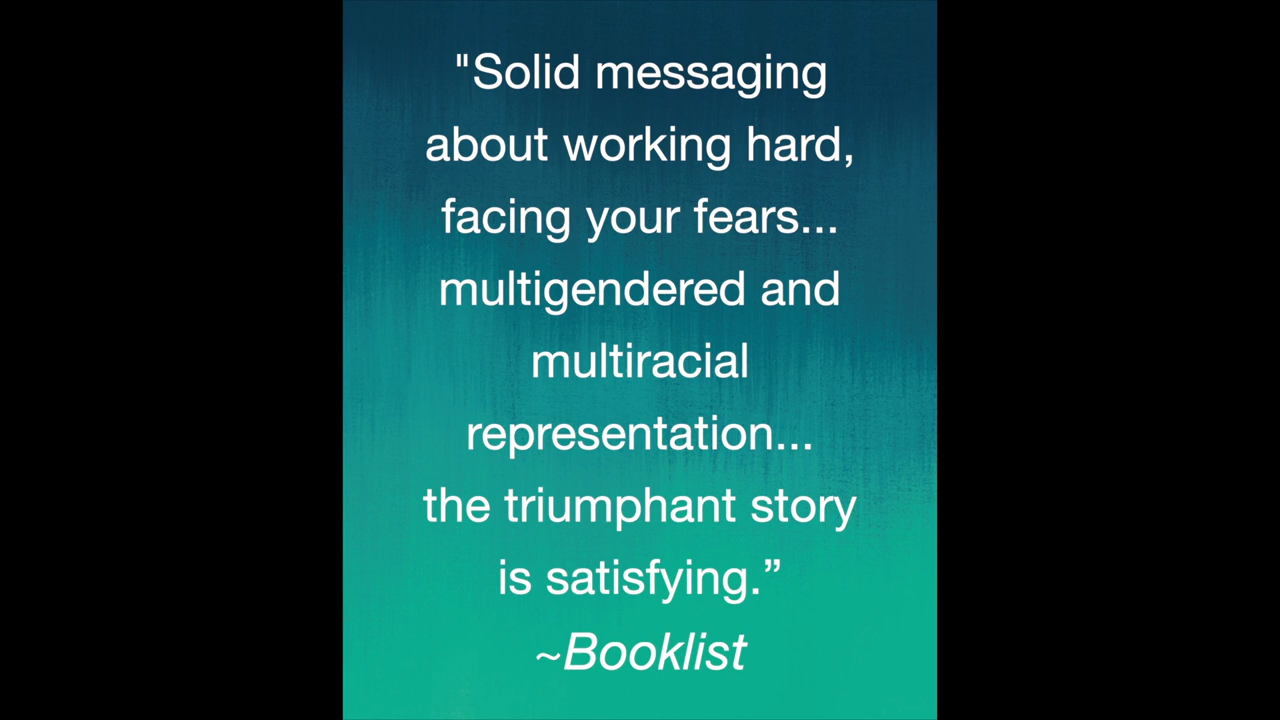 "Solid messaging
about working hard,
facing your fears...
multigendered and
multiracial
representation...
the triumphant story
is satisfying.”
~Booklist